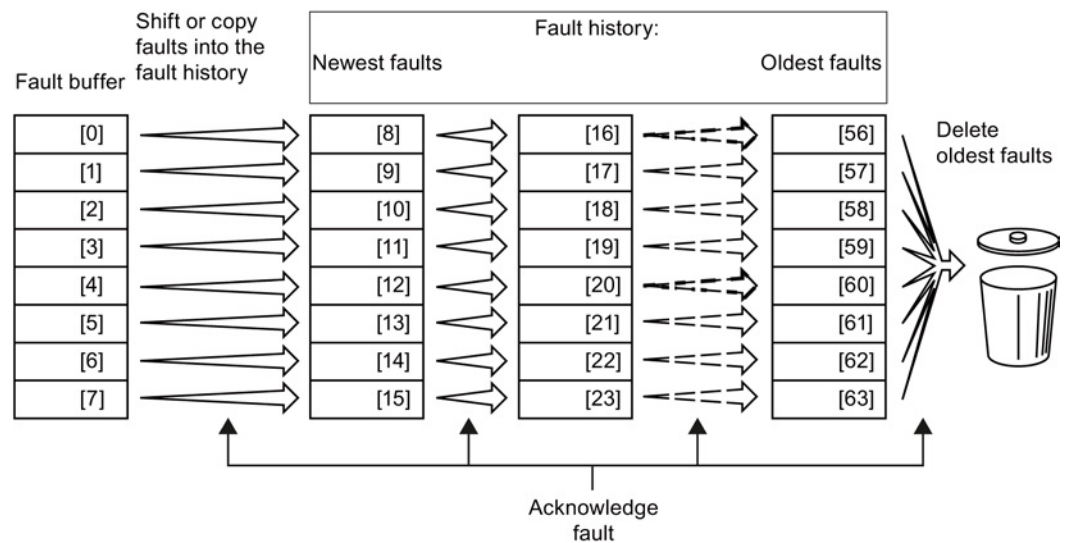 Shift or copy
faults into the
fault history
Fault history:
Newest faults
Oldest faults
Fault buffer
[0] [8] [16] [56]
[1] [9] [17] [57]
[2] [10] [18] [58]
[3] [11] [19] [59]
[4] [12] [20] [60]
[5] [13] [21] [61]
[6] [14] [22] [62]
[7] [15] [23] [63]
Delete
oldest faults
Acknowledge
fault